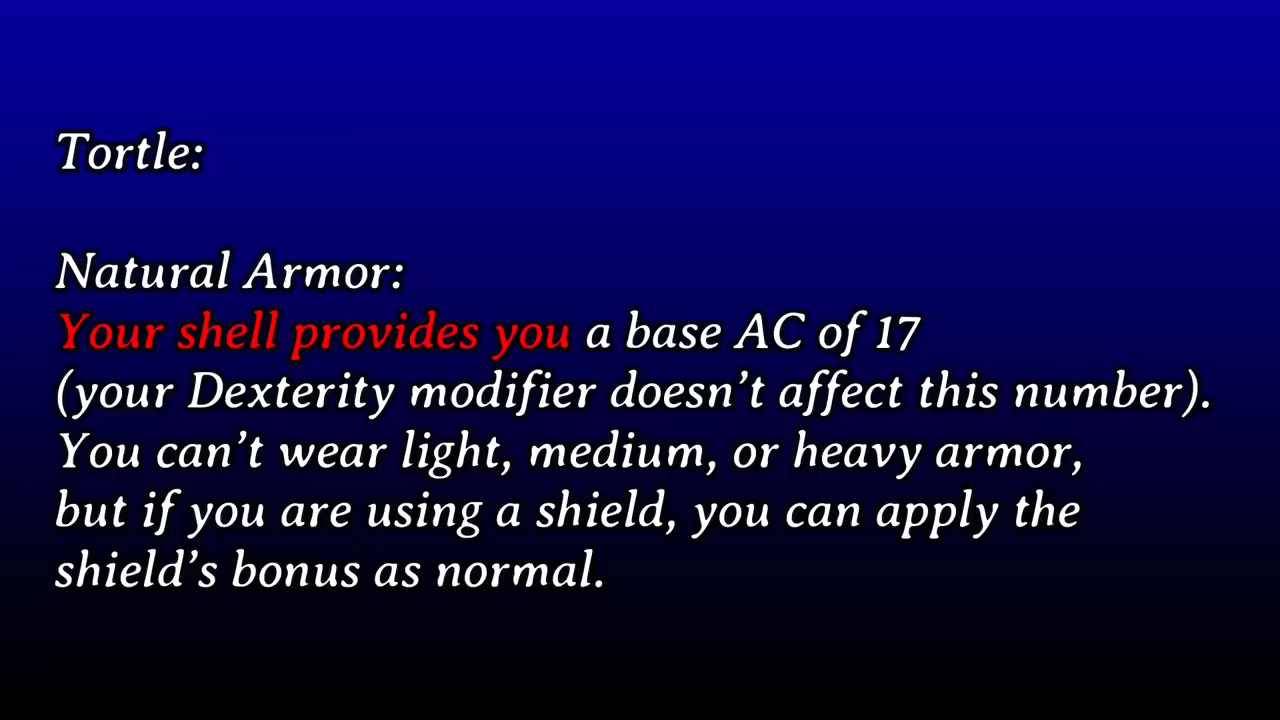 Tortle:
Natural Armor:
Your shell provides you a base AC of 17
(your Dexterity modifier doesn’t affect this number).
You can’t wear light, medium, or heavy armor,
but if you are using a shield, you can apply the
shield’s bonus as normal.